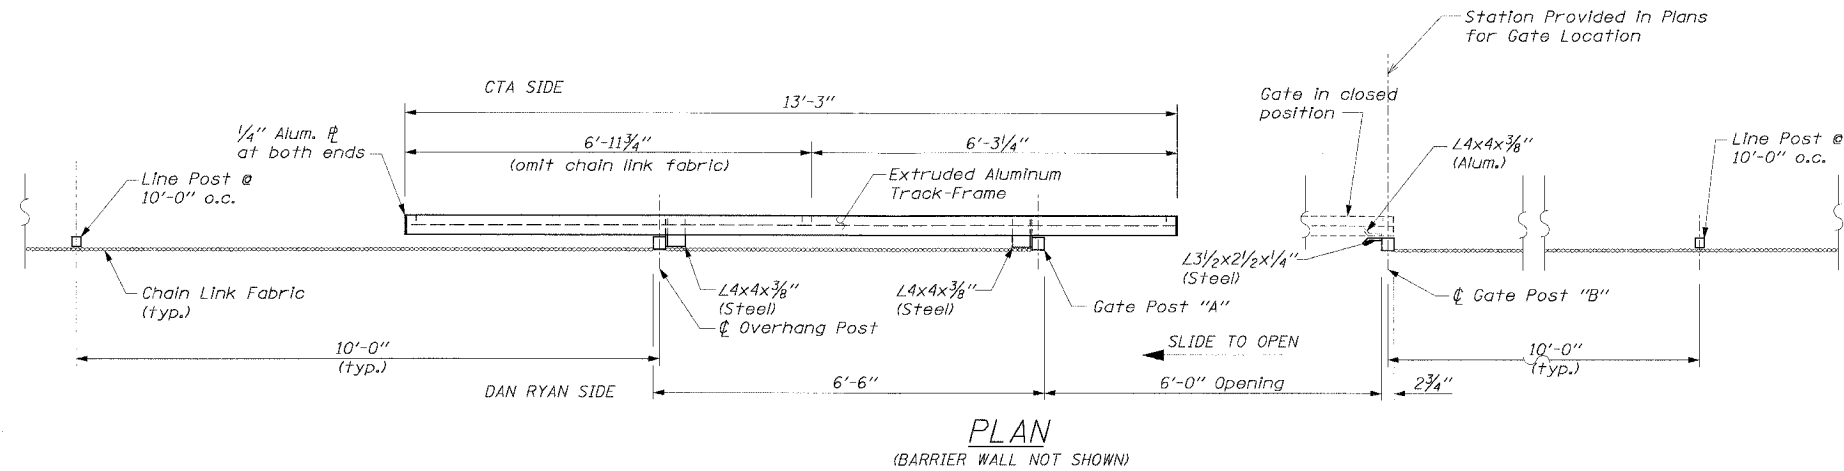 Station Provided in Plans
for Gate Location
CTA SIDE
13'-3"
Gate in closed
position
1/4" Alum. ℄
at both ends
6'-11 3/4"
(omit chain link fabric)
6'-3 1/4"
L4x4x3/8"
(Alum.)
Line Post @
10'-0" o.c.
Line Post @
10'-0" o.c.
Extruded Aluminum
Track-Frame
L3 1/2x2 1/2x1/4"
(Steel)
Chain Link Fabric
(typ.)
L4x4x3/8"
(Steel)
L4x4x3/8"
(Steel)
Gate Post "A"
℄ Gate Post "B"
℄ Overhang Post
10'-0"
(typ.)
SLIDE TO OPEN
10'-0"
(typ.)
DAN RYAN SIDE
6'-6"
6'-0" Opening
2 3/4"
PLAN
(BARRIER WALL NOT SHOWN)